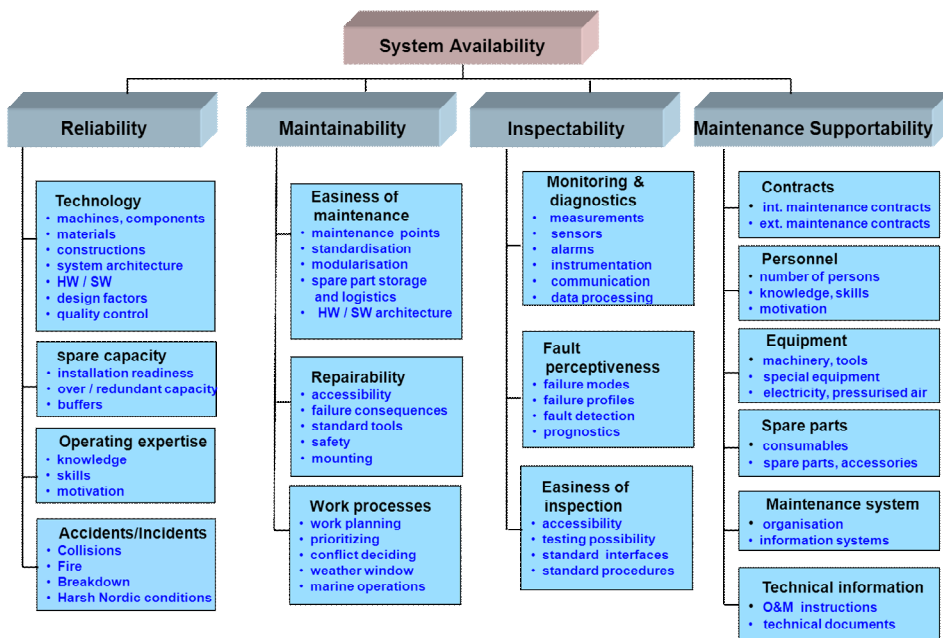 System Availability
Reliability
Technology
• machines, components
• materials
• constructions
• system architecture
• HW / SW
• design factors
• quality control
spare capacity
• installation readiness
• over / redundant capacity
• buffers
Operating expertise
• knowledge
• skills
• motivation
Accidents/Incidents
• Collisions
• Fire
• Breakdown
• Harsh Nordic conditions
Maintainability
Easiness of
maintenance
• maintenance points
• standardisation
• modularisation
• spare part storage
and logistics
• HW / SW architecture
Repairability
• accessibility
• failure consequences
• standard tools
• safety
• mounting
Work processes
• work planning
• prioritizing
• conflict deciding
• weather window
• marine operations
Inspectability
Monitoring &
diagnostics
• measurements
• sensors
• alarms
• instrumentation
• communication
• data processing
Fault
perceptiveness
• failure modes
• failure profiles
• fault detection
• prognostics
Easiness of
inspection
• accessibility
• testing possibility
• standard interfaces
• standard procedures
Maintenance Supportability
Contracts
• int. maintenance contracts
• ext. maintenance contracts
Personnel
• number of persons
• knowledge, skills
• motivation
Equipment
• machinery, tools
• special equipment
• electricity, pressurised air
Spare parts
• consumables
• spare parts, accessories
Maintenance system
• organisation
• information systems
Technical information
• O&M instructions
• technical documents